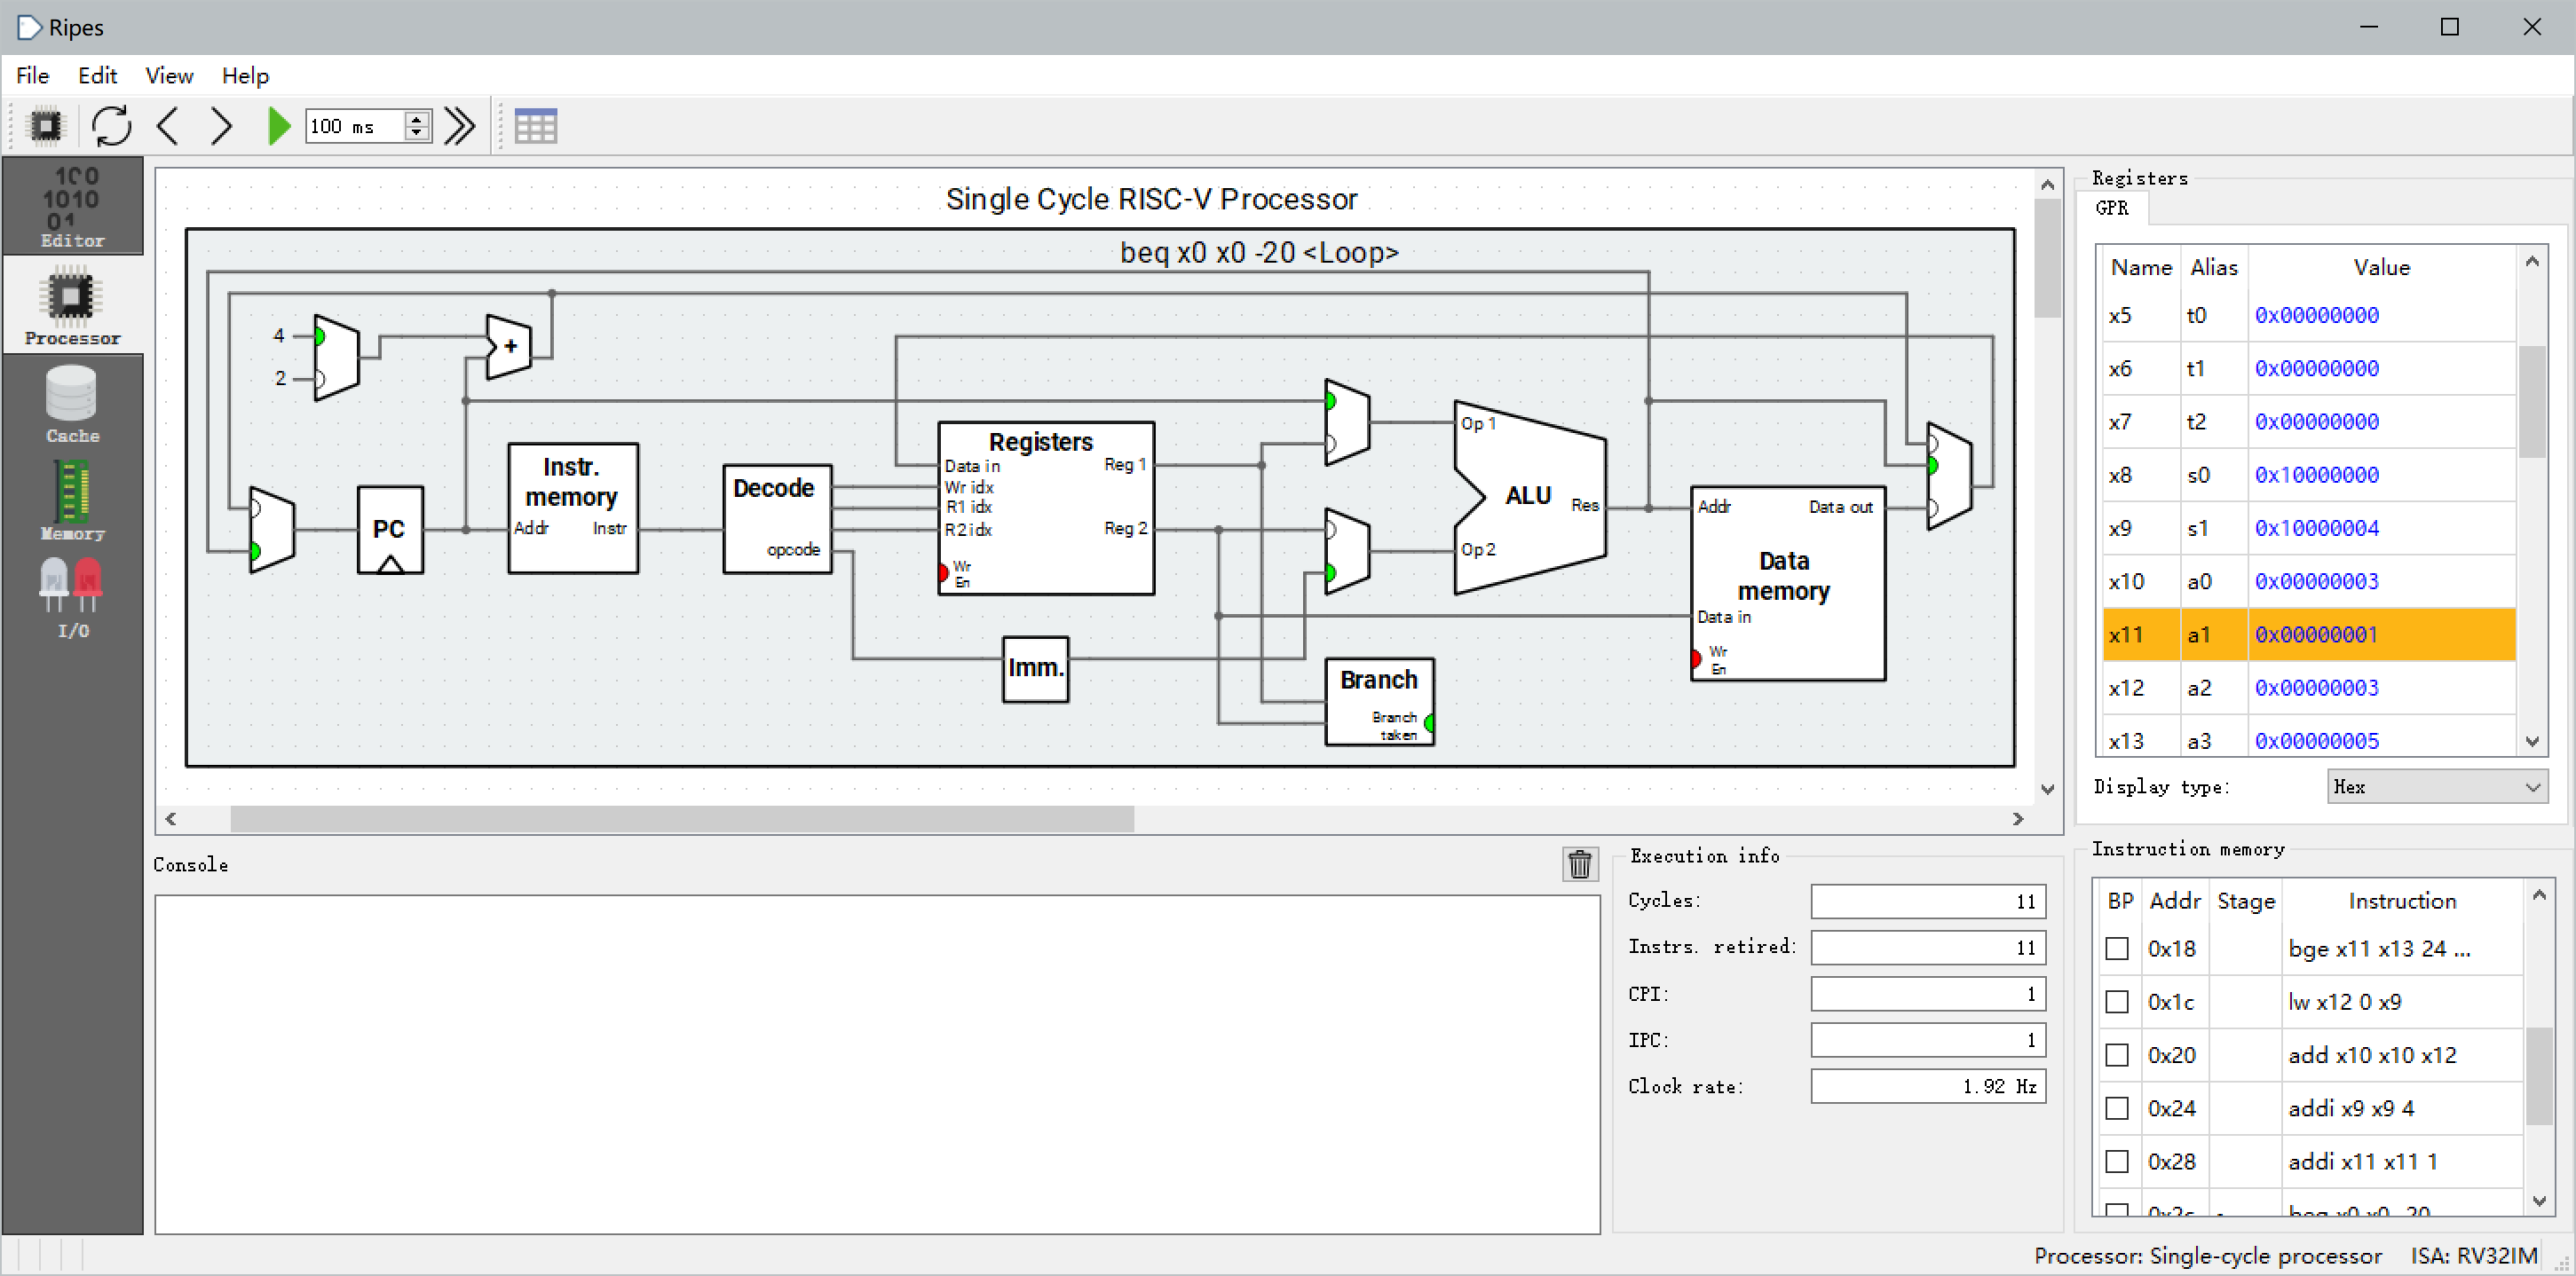 Ripes
File Edit View Help
100 ms
Editor
Processor
Cache
Memory
I/O
Single Cycle RISC-V Processor
beq x0 x0 -20 <Loop>
4
2
+
PC
Instr. memory
Addr Instr
Decode
opcode
Registers
Data in Reg 1
Wr idx
R1 idx
R2 idx Reg 2
Wr En
Imm.
Op 1
ALU
Res
Op 2
Branch
Branch taken
Addr Data out
Data memory
Data in
Wr En
Registers
GPR
Name Alias Value
x5 t0 0x00000000
x6 t1 0x00000000
x7 t2 0x00000000
x8 s0 0x10000000
x9 s1 0x10000004
x10 a0 0x00000003
x11 a1 0x00000001
x12 a2 0x00000003
x13 a3 0x00000005
Display type: Hex
Console
Execution info
Cycles: 11
Instrs. retired: 11
CPI: 1
IPC: 1
Clock rate: 1.92 Hz
Instruction memory
BP Addr Stage Instruction
0x18 bge x11 x13 24 ...
0x1c lw x12 0 x9
0x20 add x10 x10 x12
0x24 addi x9 x9 4
0x28 addi x11 x11 1
0x2c - beq x0 x0 -20
Processor: Single-cycle processor ISA: RV32IM